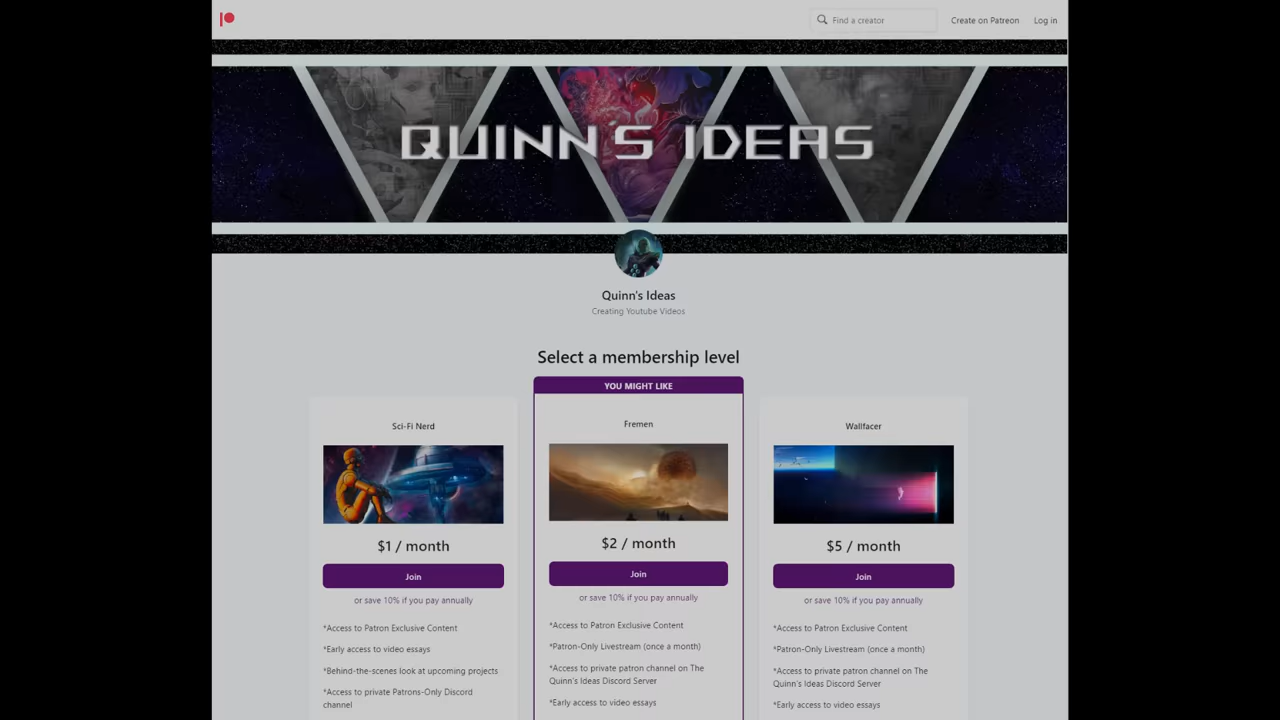 Find a creator
Create on Patreon
Log in
QUINN'S IDEAS
Quinn's Ideas
Creating Youtube Videos
Select a membership level
Sci-Fi Nerd
$1 / month
Join
or save 10% if you pay annually
*Access to Patron Exclusive Content
*Early access to video essays
*Behind-the-scenes look at upcoming projects
*Access to private Patrons-Only Discord
channel
YOU MIGHT LIKE
Fremen
$2 / month
Join
or save 10% if you pay annually
*Access to Patron Exclusive Content
*Patron-Only Livestream (once a month)
*Access to private patron channel on The
Quinn's Ideas Discord Server
*Early access to video essays
Wallfacer
$5 / month
Join
or save 10% if you pay annually
*Access to Patron Exclusive Content
*Patron-Only Livestream (once a month)
*Access to private patron channel on The
Quinn's Ideas Discord Server
*Early access to video essays